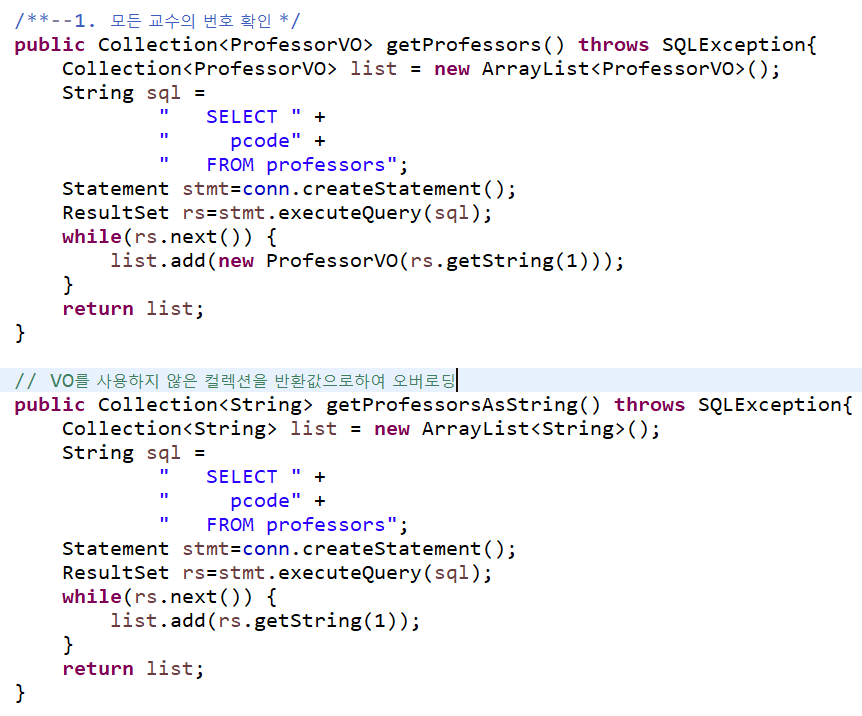 /**--1. 모든 교수의 번호 확인 */
public Collection<ProfessorVO> getProfessors() throws SQLException{
    Collection<ProfessorVO> list = new ArrayList<ProfessorVO>();
    String sql =
            "   SELECT " +
            "     pcode" +
            "   FROM professors";
    Statement stmt=conn.createStatement();
    ResultSet rs=stmt.executeQuery(sql);
    while(rs.next()) {
        list.add(new ProfessorVO(rs.getString(1)));
    }
    return list;
}

// VO를 사용하지 않은 컬렉션을 반환값으로하여 오버로딩
public Collection<String> getProfessorsAsString() throws SQLException{
    Collection<String> list = new ArrayList<String>();
    String sql =
            "   SELECT " +
            "     pcode" +
            "   FROM professors";
    Statement stmt=conn.createStatement();
    ResultSet rs=stmt.executeQuery(sql);
    while(rs.next()) {
        list.add(rs.getString(1));
    }
    return list;
}